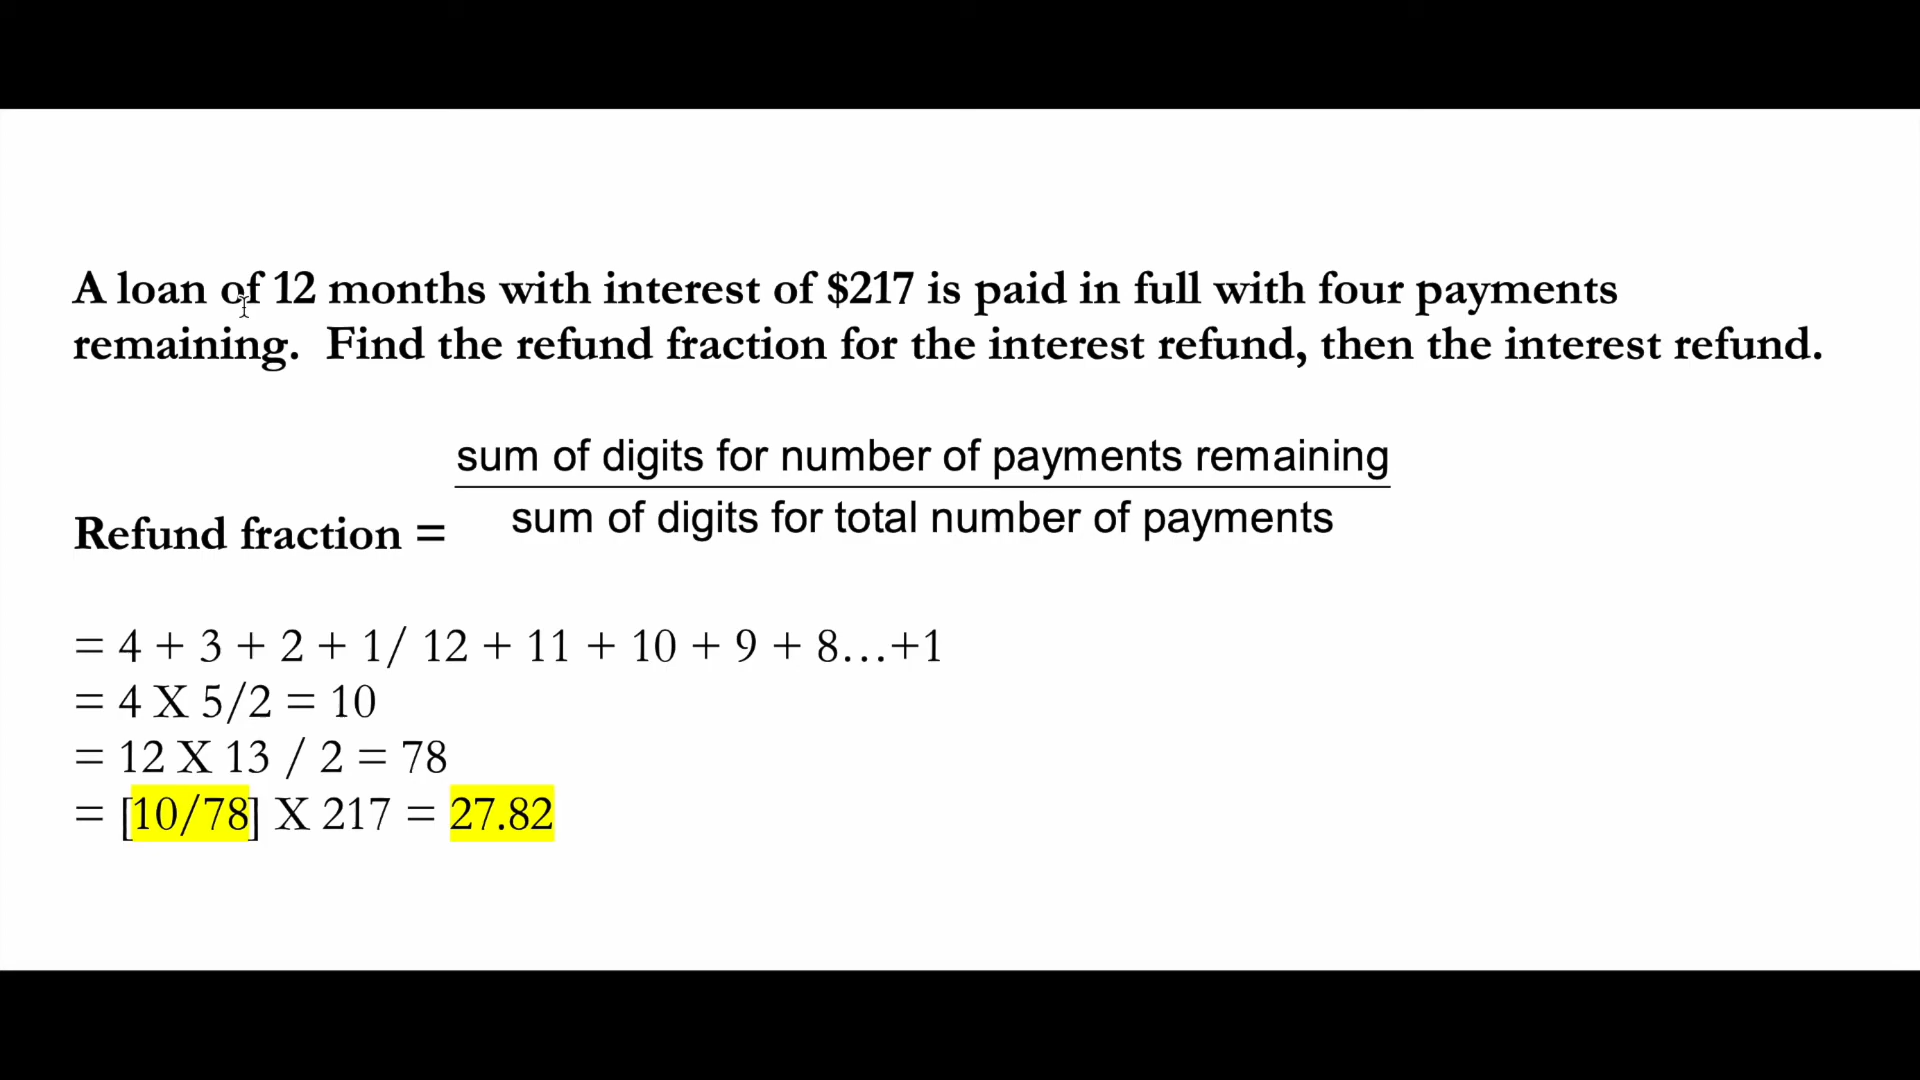 A loan of 12 months with interest of $217 is paid in full with four payments
remaining.  Find the refund fraction for the interest refund, then the interest refund.
sum of digits for number of payments remaining
Refund fraction =
sum of digits for total number of payments
= 4 + 3 + 2 + 1/ 12 + 11 + 10 + 9 + 8…+1
= 4 X 5/2 = 10
= 12 X 13 / 2 = 78
= [10/78] X 217 = 27.82